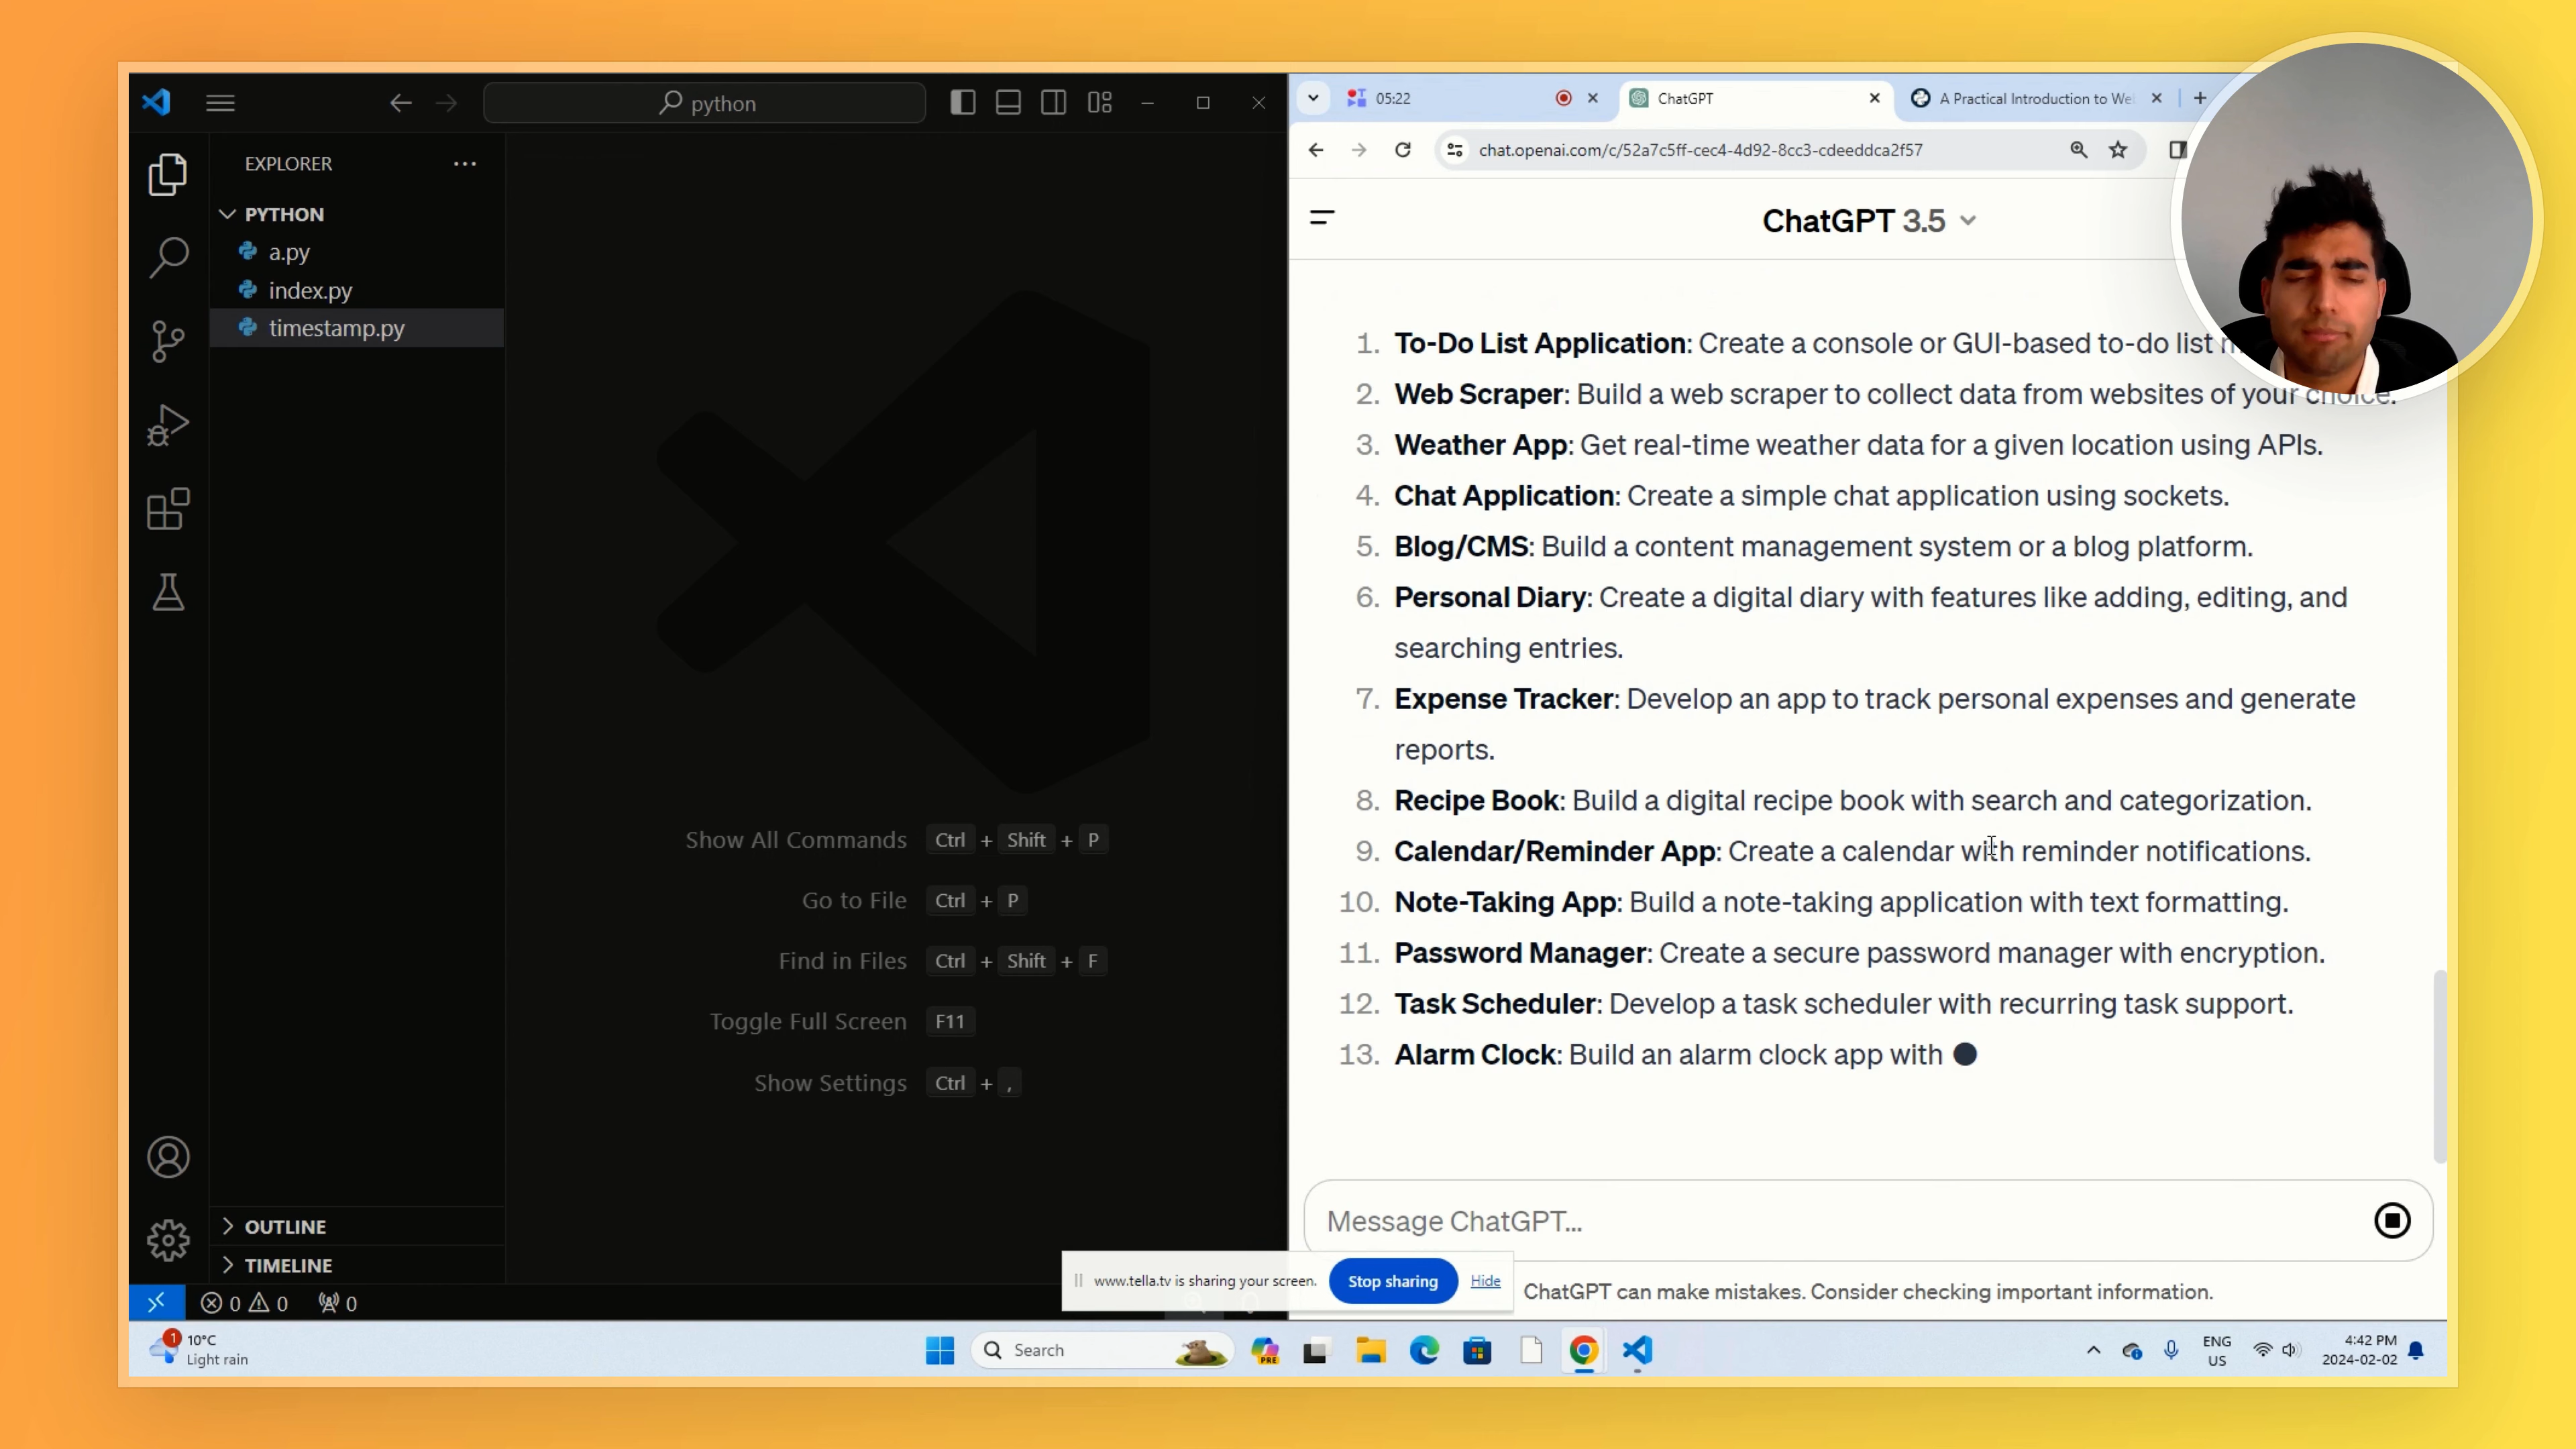 python
EXPLORER
PYTHON
a.py
index.py
timestamp.py
Show All Commands Ctrl + Shift + P
Go to File Ctrl + P
Find in Files Ctrl + Shift + F
Toggle Full Screen F11
Show Settings Ctrl + ,
OUTLINE
TIMELINE
0 0 0
05:22
ChatGPT
A Practical Introduction to We
chat.openai.com/c/52a7c5ff-cec4-4d92-8cc3-cdeeddca2f57
ChatGPT 3.5
1. To-Do List Application: Create a console or GUI-based to-do list
2. Web Scraper: Build a web scraper to collect data from websites of your choice.
3. Weather App: Get real-time weather data for a given location using APIs.
4. Chat Application: Create a simple chat application using sockets.
5. Blog/CMS: Build a content management system or a blog platform.
6. Personal Diary: Create a digital diary with features like adding, editing, and
searching entries.
7. Expense Tracker: Develop an app to track personal expenses and generate
reports.
8. Recipe Book: Build a digital recipe book with search and categorization.
9. Calendar/Reminder App: Create a calendar with reminder notifications.
10. Note-Taking App: Build a note-taking application with text formatting.
11. Password Manager: Create a secure password manager with encryption.
12. Task Scheduler: Develop a task scheduler with recurring task support.
13. Alarm Clock: Build an alarm clock app with
Message ChatGPT...
www.tella.tv is sharing your screen. Stop sharing Hide
ChatGPT can make mistakes. Consider checking important information.
1
10°C
Light rain
Search
PRE
ENG
US
4:42 PM
2024-02-02